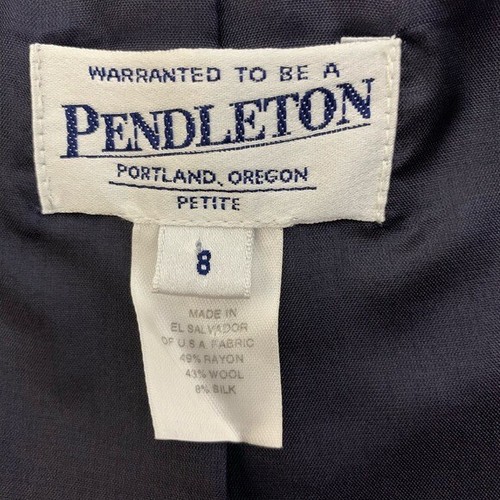 WARRANTED TO BE A
PENDLETON
PORTLAND, OREGON
PETITE
8
MADE IN
EL SALVADOR
OF U S A FABRIC
49% RAYON
43% WOOL
8% SILK